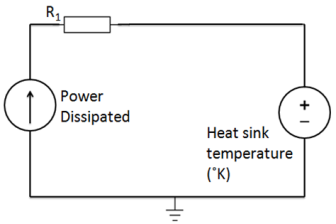 R1
Power
Dissipated
+
−
Heat sink
temperature
(˚K)